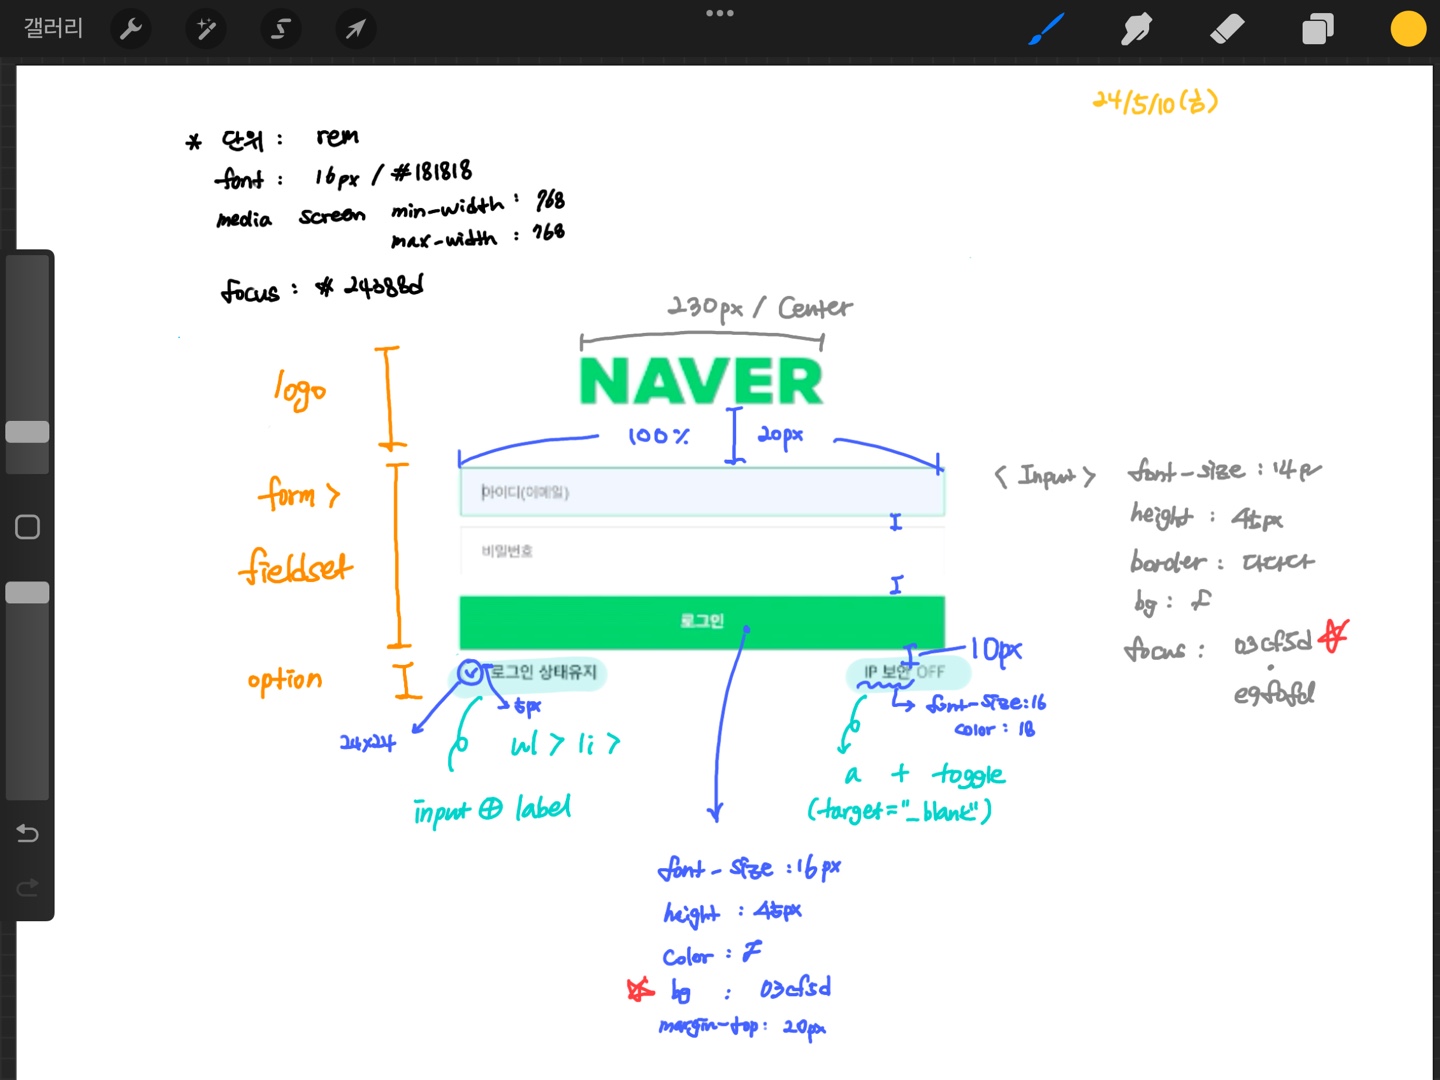 갤러리
24/5/10(금)
* 단위 : rem
font : 16px / #181818
media screen min-width : 768
max-width : 768
focus : # 24388d
230px / Center
NAVER
logo
100% 20px
form >
fieldset
아이디(이메일)
비밀번호
로그인
< Input > font-size : 14px
height : 45px
border : dadada
bg : f
focus : 03cf5d
e9f0fd
10px
option
로그인 상태유지
IP 보안 OFF
5px
24x24
font-size:16
color : 18
ul > li >
input ⊕ label
a + toggle
(target="_blank")
font-size :16px
height : 45px
Color : f
bg : 03cf5d
margin-top : 20px